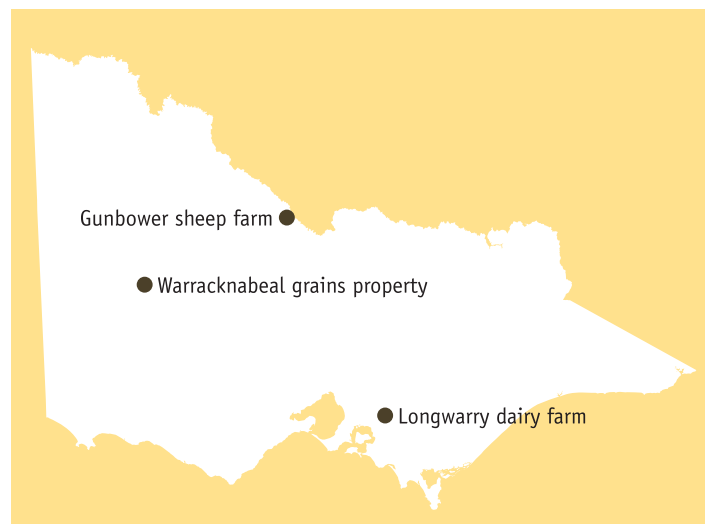 Gunbower sheep farm
Warracknabeal grains property
Longwarry dairy farm